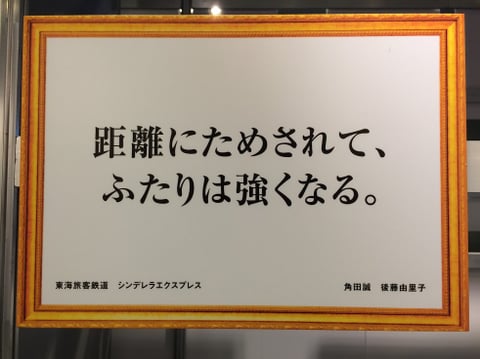 距離にためされて、
ふたりは強くなる。
東海旅客鉄道　シンデレラエクスプレス
角田誠　後藤由里子